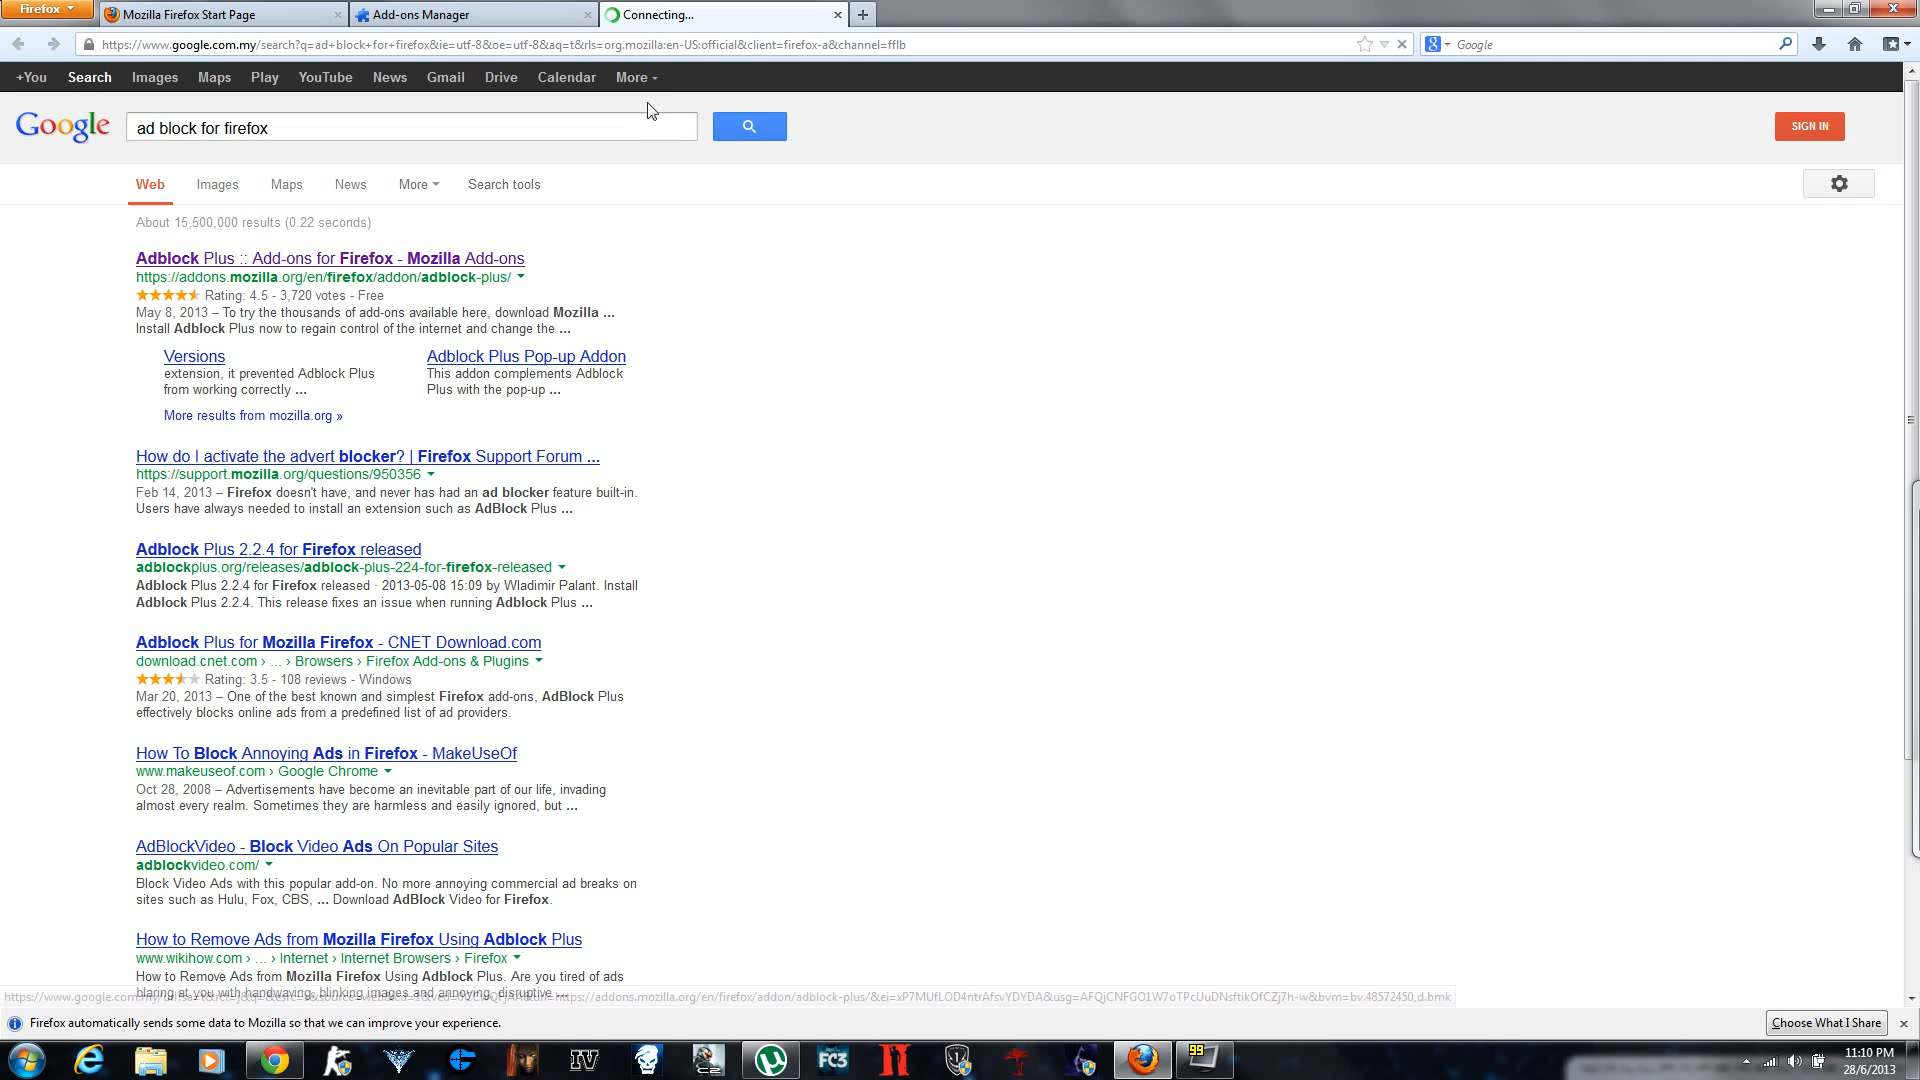 Firefox
Mozilla Firefox Start Page
Add-ons Manager
Connecting...
https://www.google.com.my/search?q=ad+block+for+firefox&ie=utf-8&oe=utf-8&aq=t&rls=org.mozilla:en-US:official&client=firefox-a&channel=fflb
Google
+You Search Images Maps Play YouTube News Gmail Drive Calendar More
Google
ad block for firefox
SIGN IN
Web Images Maps News More Search tools
About 15,500,000 results (0.22 seconds)
Adblock Plus :: Add-ons for Firefox - Mozilla Add-ons
https://addons.mozilla.org/en/firefox/addon/adblock-plus/
Rating: 4.5 - 3,720 votes - Free
May 8, 2013 – To try the thousands of add-ons available here, download Mozilla ...
Install Adblock Plus now to regain control of the internet and change the ...
Versions
extension, it prevented Adblock Plus
from working correctly ...
Adblock Plus Pop-up Addon
This addon complements Adblock
Plus with the pop-up ...
More results from mozilla.org »
How do I activate the advert blocker? | Firefox Support Forum ...
https://support.mozilla.org/questions/950356
Feb 14, 2013 – Firefox doesn't have, and never has had an ad blocker feature built-in.
Users have always needed to install an extension such as AdBlock Plus ...
Adblock Plus 2.2.4 for Firefox released
adblockplus.org/releases/adblock-plus-224-for-firefox-released
Adblock Plus 2.2.4 for Firefox released · 2013-05-08 15:09 by Wladimir Palant. Install
Adblock Plus 2.2.4. This release fixes an issue when running Adblock Plus ...
Adblock Plus for Mozilla Firefox - CNET Download.com
download.cnet.com › ... › Browsers › Firefox Add-ons & Plugins
Rating: 3.5 - 108 reviews - Windows
Mar 20, 2013 – One of the best known and simplest Firefox add-ons, AdBlock Plus
effectively blocks online ads from a predefined list of ad providers.
How To Block Annoying Ads in Firefox - MakeUseOf
www.makeuseof.com › Google Chrome
Oct 28, 2008 – Advertisements have become an inevitable part of our life, invading
almost every realm. Sometimes they are harmless and easily ignored, but ...
AdBlockVideo - Block Video Ads On Popular Sites
adblockvideo.com/
Block Video Ads with this popular add-on. No more annoying commercial ad breaks on
sites such as Hulu, Fox, CBS, ... Download AdBlock Video for Firefox.
How to Remove Ads from Mozilla Firefox Using Adblock Plus
www.wikihow.com › ... › Internet › Internet Browsers › Firefox
How to Remove Ads from Mozilla Firefox Using Adblock Plus. Are you tired of ads
blaring at you with handwaving, blinking images and annoying, disruptive ...
Firefox automatically sends some data to Mozilla so that we can improve your experience.
Choose What I Share
IV
C2
FC3
II
99
11:10 PM
28/6/2013